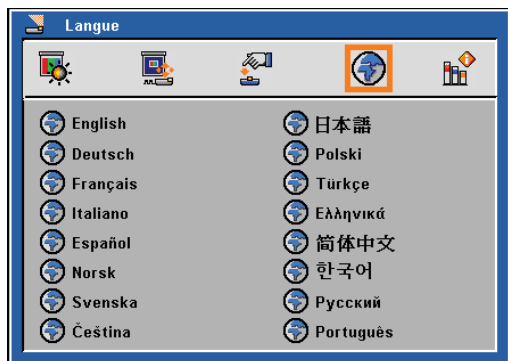 Langue
English
Deutsch
Français
Italiano
Español
Norsk
Svenska
Čeština
日本語
Polski
Türkçe
Ελληνικά
简体中文
한국어
Русский
Português